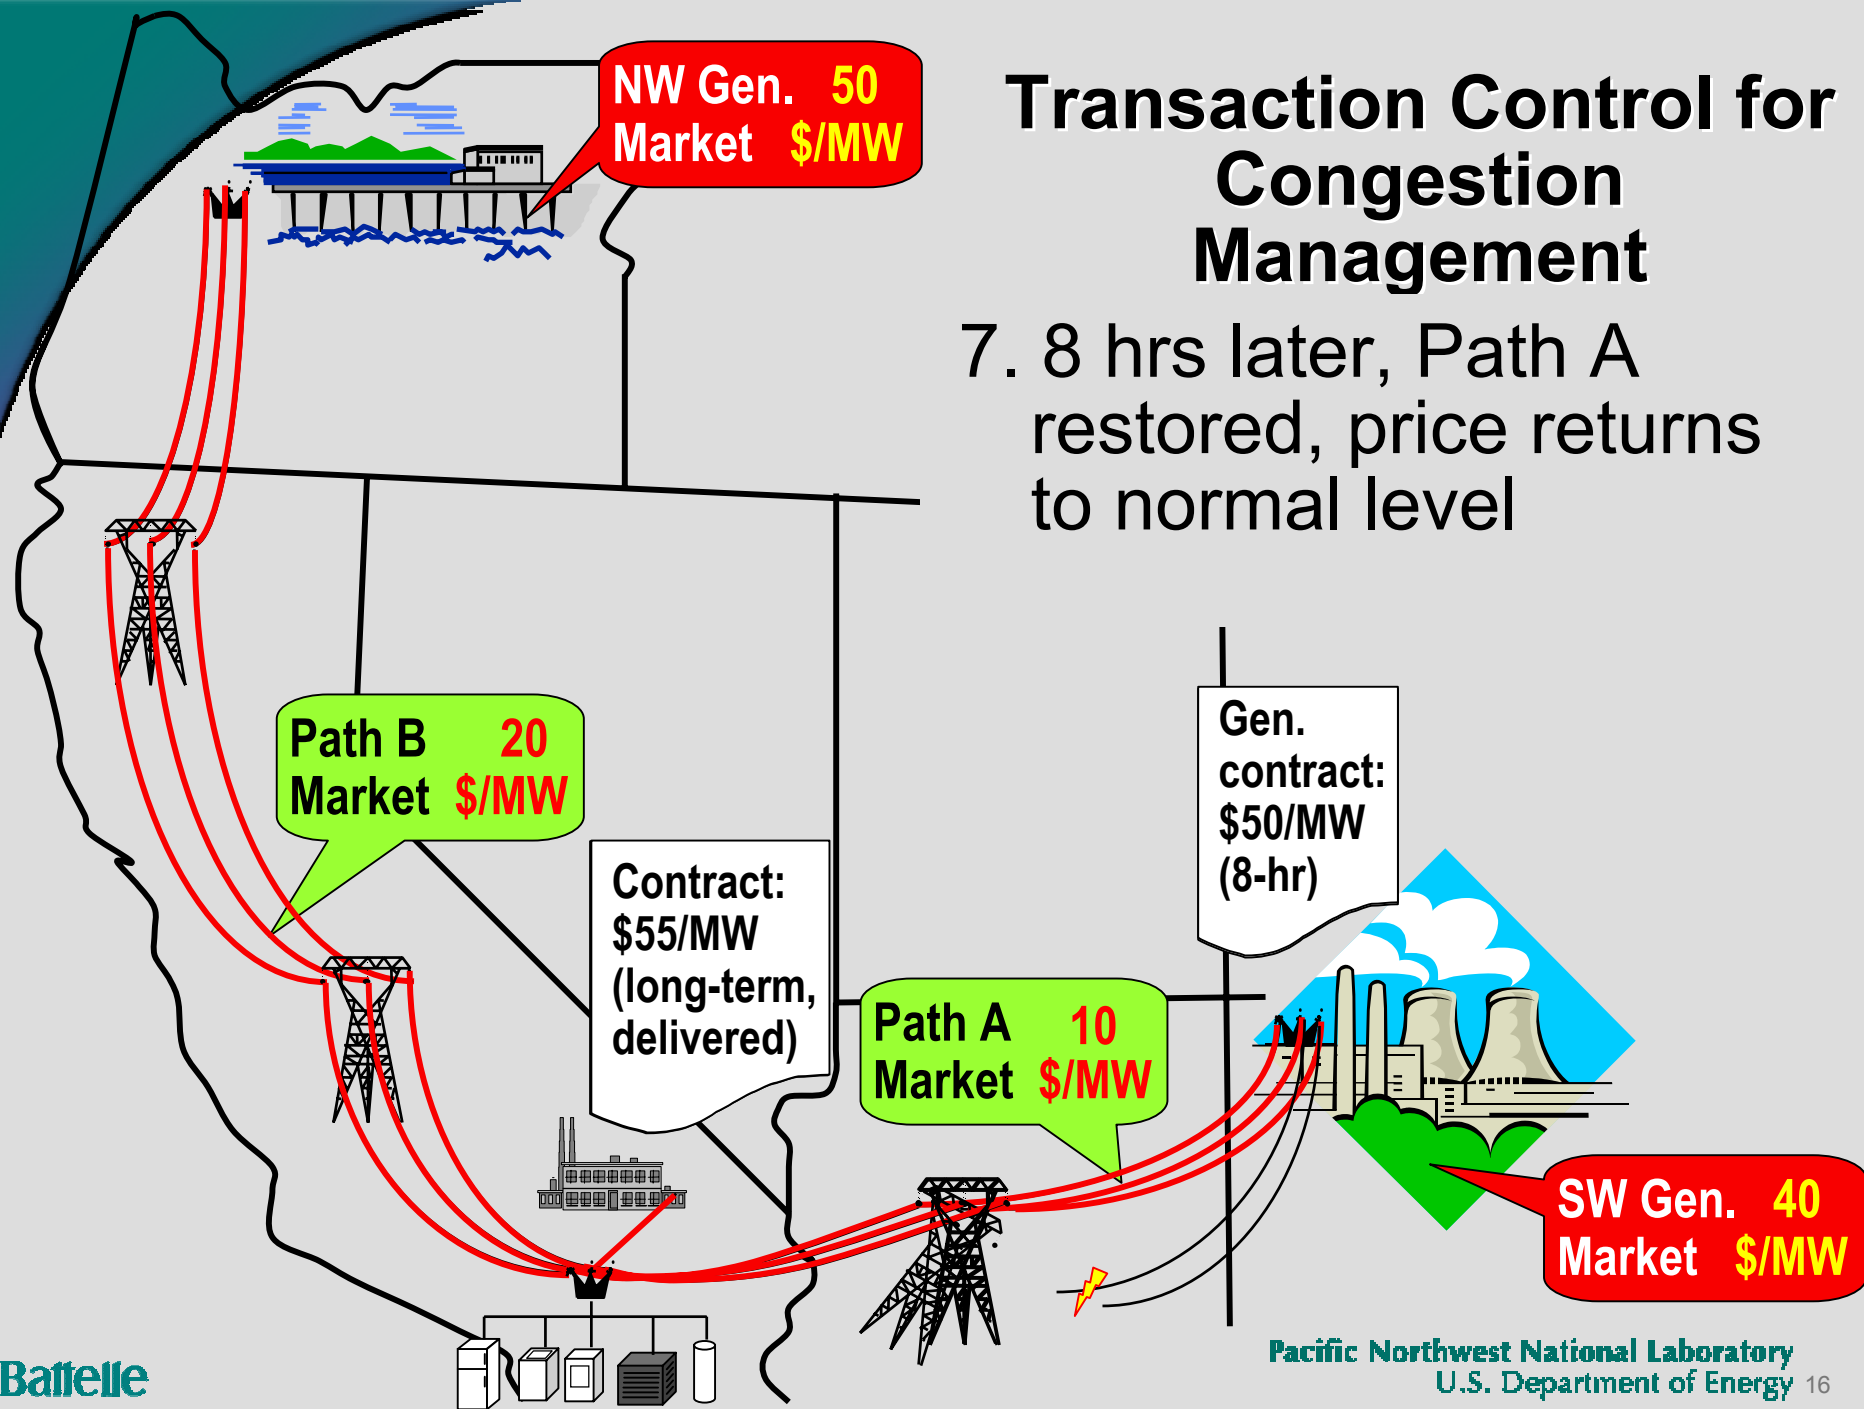 Transaction Control for
Congestion
Management
7. 8 hrs later, Path A
restored, price returns
to normal level
NW Gen. 50
Market $/MW
Path B 20
Market $/MW
Contract:
$55/MW
(long-term,
delivered)
Path A 10
Market $/MW
Gen.
contract:
$50/MW
(8-hr)
SW Gen. 40
Market $/MW
Battelle
Pacific Northwest National Laboratory
U.S. Department of Energy 16